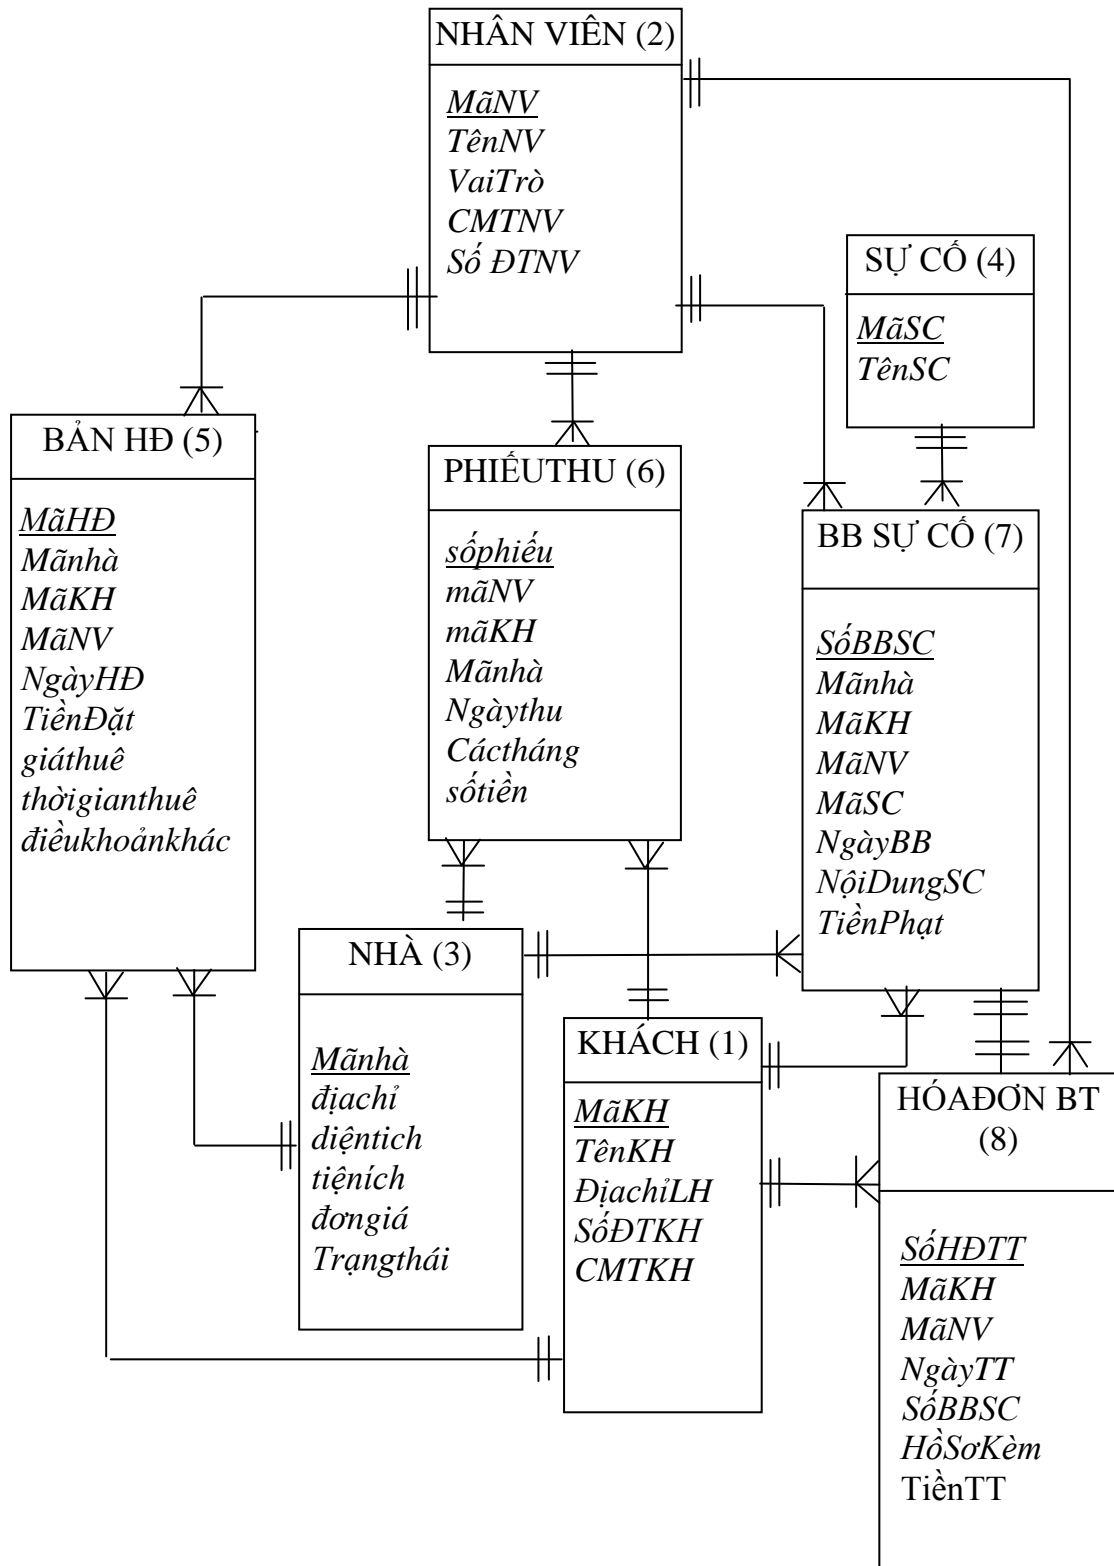 NHÂN VIÊN (2)
MãNV
TênNV
VaiTrò
CMTNV
Số ĐTNV
SỰ CỐ (4)
MãSC
TênSC
BẢN HĐ (5)
MãHĐ
Mãnhà
MãKH
MãNV
NgàyHĐ
TiềnĐặt
giáthuê
thờigianthuê
điềukhoảnkhác
PHIẾUTHU (6)
sốphiếu
mãNV
mãKH
Mãnhà
Ngàythu
Cáctháng
sốtiền
BB SỰ CỐ (7)
SốBBSC
Mãnhà
MãKH
MãNV
MãSC
NgàyBB
NộiDungSC
TiềnPhạt
NHÀ (3)
Mãnhà
địachỉ
diệntich
tiệních
đơngiá
Trạngthái
KHÁCH (1)
MãKH
TênKH
ĐịachỉLH
SốĐTKH
CMTKH
HÓAĐƠN BT
(8)
SốHĐTT
MãKH
MãNV
NgàyTT
SốBBSC
HồSơKèm
TiềnTT